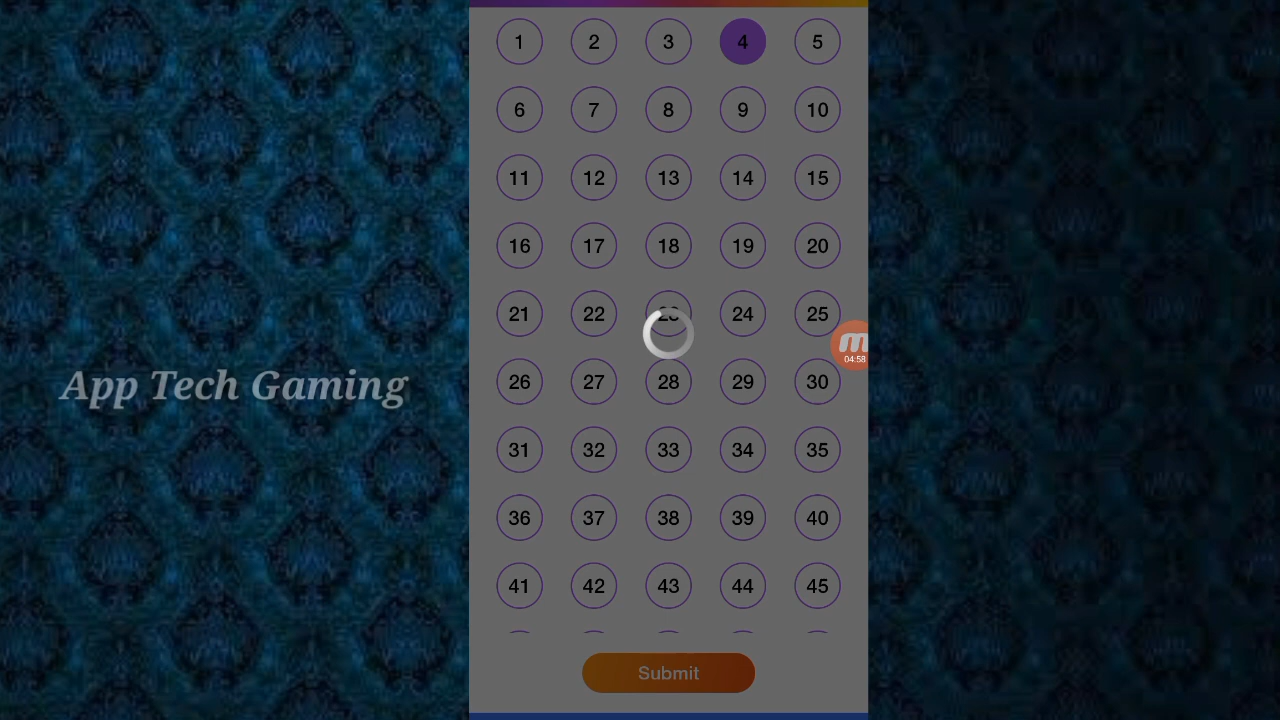 1 2 3 4 5
6 7 8 9 10
11 12 13 14 15
16 17 18 19 20
21 22 23 24 25
04:58
App Tech Gaming
26 27 28 29 30
31 32 33 34 35
36 37 38 39 40
41 42 43 44 45
Submit